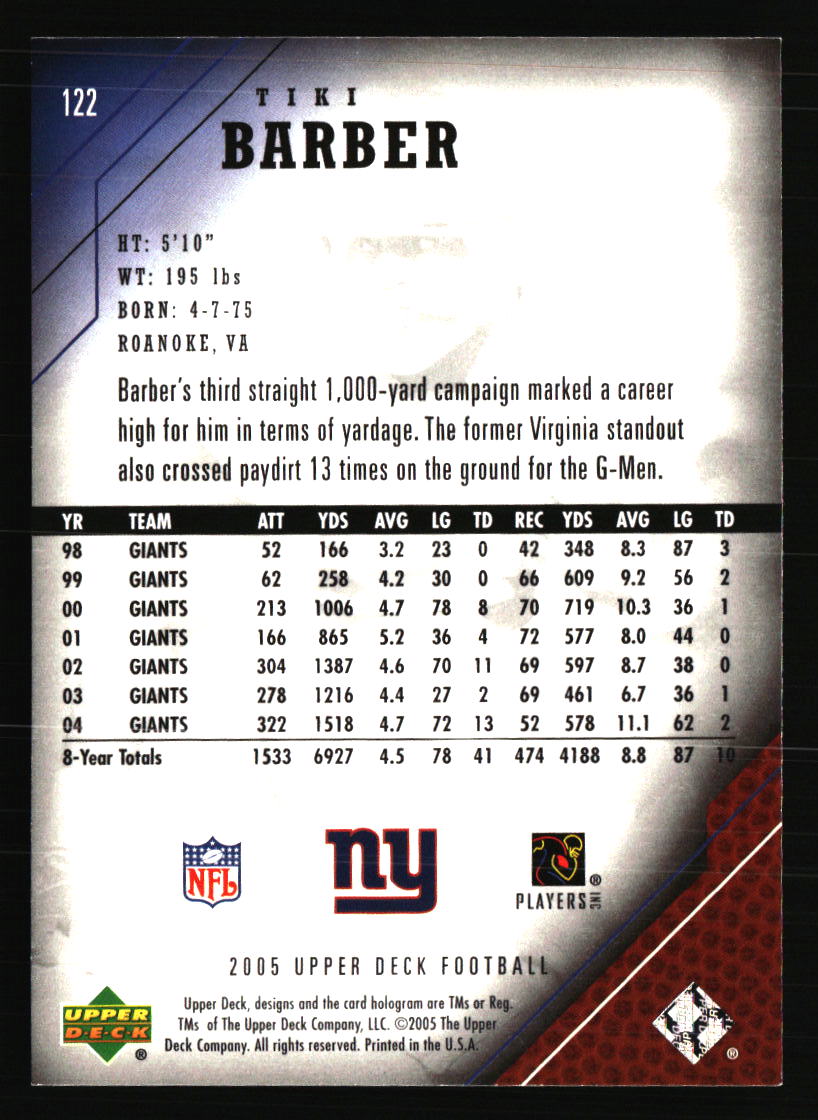 122
TIKI
BARBER
HT: 5'10"
WT: 195 lbs
BORN: 4-7-75
ROANOKE, VA
Barber's third straight 1,000-yard campaign marked a career
high for him in terms of yardage. The former Virginia standout
also crossed paydirt 13 times on the ground for the G-Men.
YR TEAM ATT YDS AVG LG TD REC YDS AVG LG TD
98 GIANTS 52 166 3.2 23 0 42 348 8.3 87 3
99 GIANTS 62 258 4.2 30 0 66 609 9.2 56 2
00 GIANTS 213 1006 4.7 78 8 70 719 10.3 36 1
01 GIANTS 166 865 5.2 36 4 72 577 8.0 44 0
02 GIANTS 304 1387 4.6 70 11 69 597 8.7 38 0
03 GIANTS 278 1216 4.4 27 2 69 461 6.7 36 1
04 GIANTS 322 1518 4.7 72 13 52 578 11.1 62 2
8-Year Totals 1533 6927 4.5 78 41 474 4188 8.8 87 10
NFL
ny
®
PLAYERS INC
2005 UPPER DECK FOOTBALL
UPPER
DECK
®
Upper Deck, designs and the card hologram are TMs or Reg.
TMs of The Upper Deck Company, LLC. ©2005 The Upper
Deck Company. All rights reserved. Printed in the U.S.A.
®